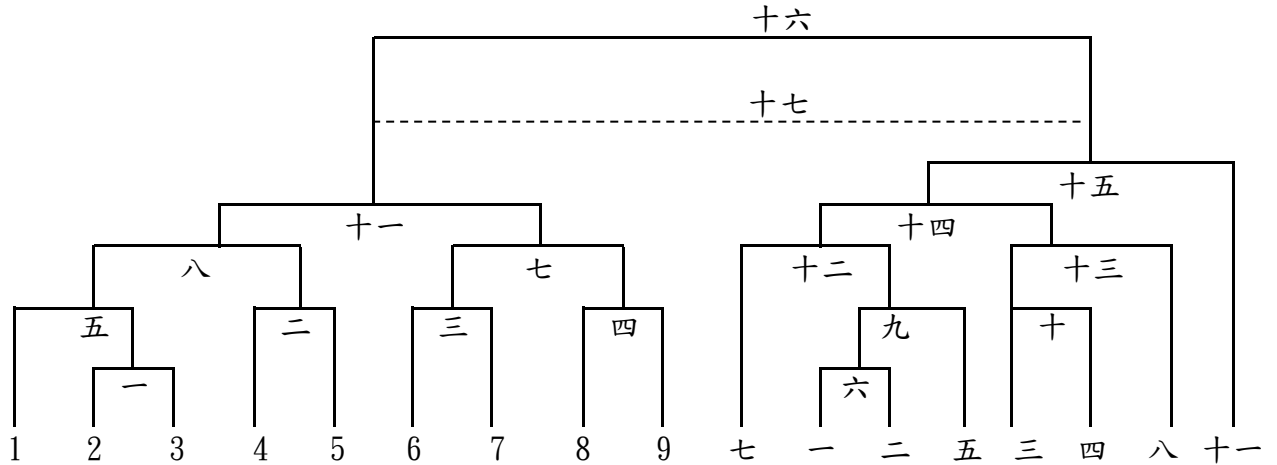 十六
十七
十五
十一 十四
八 七 十二 十三
五 二 三 四 九 十
一 六
1 2 3 4 5 6 7 8 9 七 一 二 五 三 四 八 十一